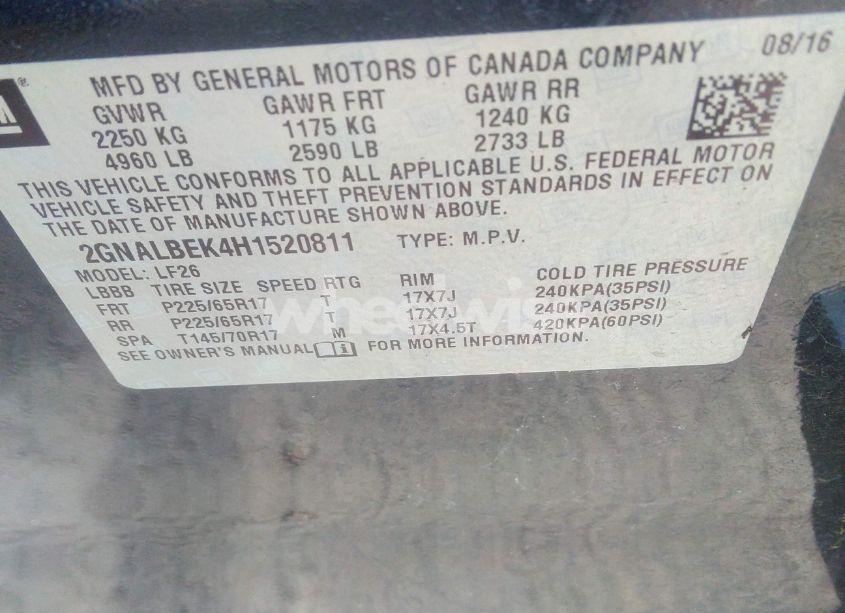 MFD BY GENERAL MOTORS OF CANADA COMPANY 08/16
GM ®
GVWR GAWR FRT GAWR RR
2250 KG 1175 KG 1240 KG
4960 LB 2590 LB 2733 LB
THIS VEHICLE CONFORMS TO ALL APPLICABLE U.S. FEDERAL MOTOR
VEHICLE SAFETY AND THEFT PREVENTION STANDARDS IN EFFECT ON
THE DATE OF MANUFACTURE SHOWN ABOVE.
2GNALBEK4H1520811 TYPE: M.P.V.
MODEL: LF26
LBBB TIRE SIZE SPEED RTG RIM COLD TIRE PRESSURE
FRT P225/65R17 T 17X7J 240KPA(35PSI)
RR P225/65R17 T 17X7J 240KPA(35PSI)
SPA T145/70R17 M 17X4.5T 420KPA(60PSI)
SEE OWNER'S MANUAL i FOR MORE INFORMATION.